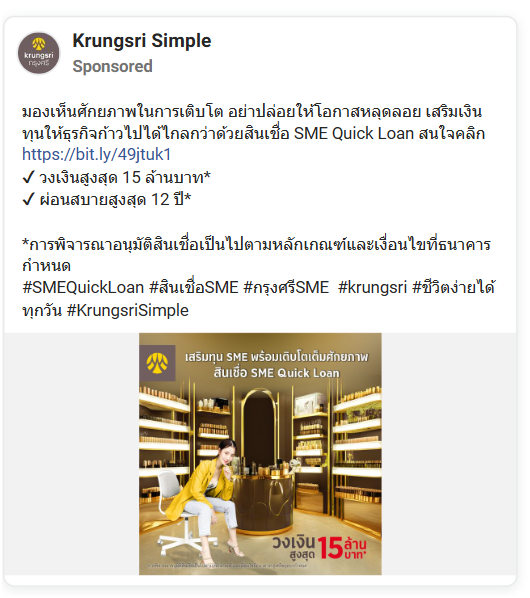 krungsri
กรุงศรี
Krungsri Simple
Sponsored
มองเห็นศักยภาพในการเติบโต อย่าปล่อยให้โอกาสหลุดลอย เสริมเงิน
ทุนให้ธุรกิจก้าวไปได้ไกลกว่าด้วยสินเชื่อ SME Quick Loan สนใจคลิก
https://bit.ly/49jtuk1
✓ วงเงินสูงสุด 15 ล้านบาท*
✓ ผ่อนสบายสูงสุด 12 ปี*
*การพิจารณาอนุมัติสินเชื่อเป็นไปตามหลักเกณฑ์และเงื่อนไขที่ธนาคาร
กำหนด
#SMEQuickLoan #สินเชื่อSME #กรุงศรีSME #krungsri #ชีวิตง่ายได้
ทุกวัน #KrungsriSimple
เสริมทุน SME พร้อมเติบโตเต็มศักยภาพ
สินเชื่อ SME Quick Loan
วงเงิน
สูงสุด 15 ล้าน
บาท*